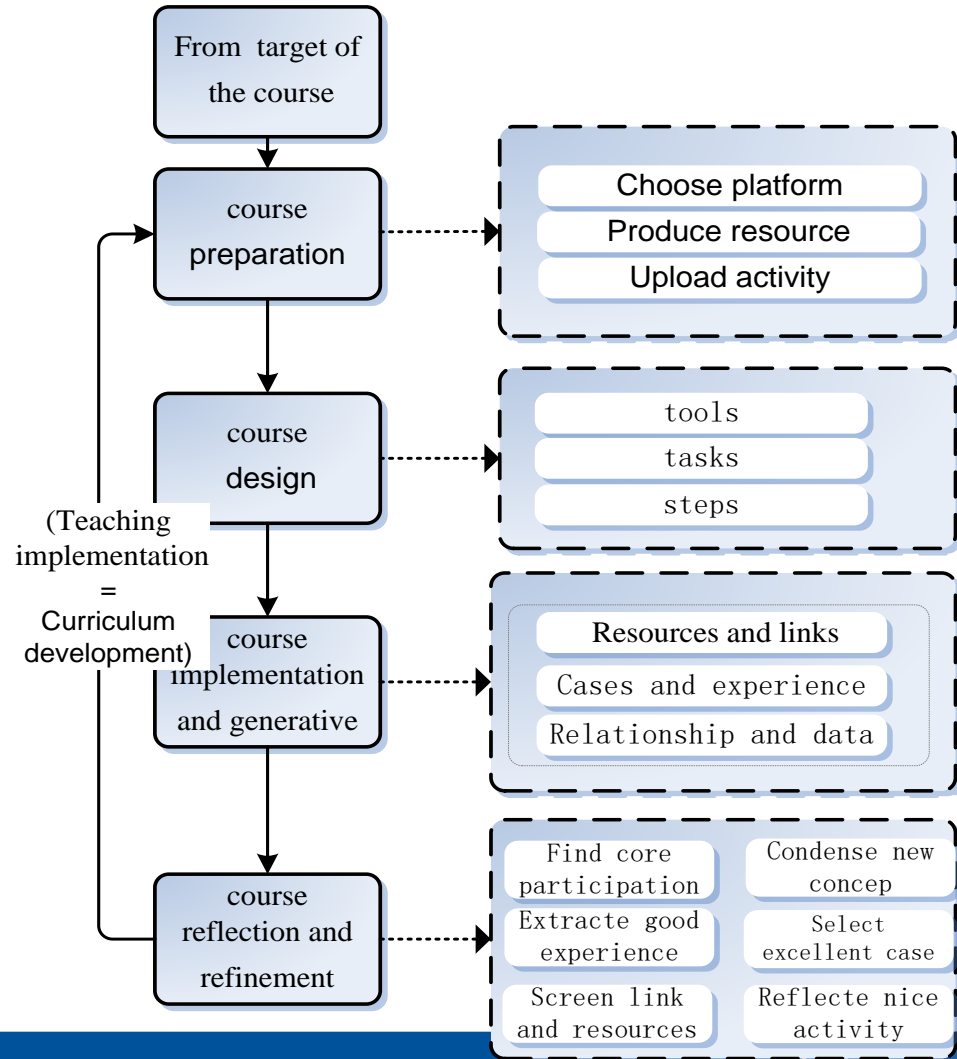 From target of
the course
course
preparation
Choose platform
Produce resource
Upload activity
course
design
tools
tasks
steps
(Teaching
implementation
=
Curriculum
development)
course
implementation
and generative
Resources and links
Cases and experience
Relationship and data
course
reflection and
refinement
Find core
participation
Condense new
concep
Extracte good
experience
Select
excellent case
Screen link
and resources
Reflecte nice
activity